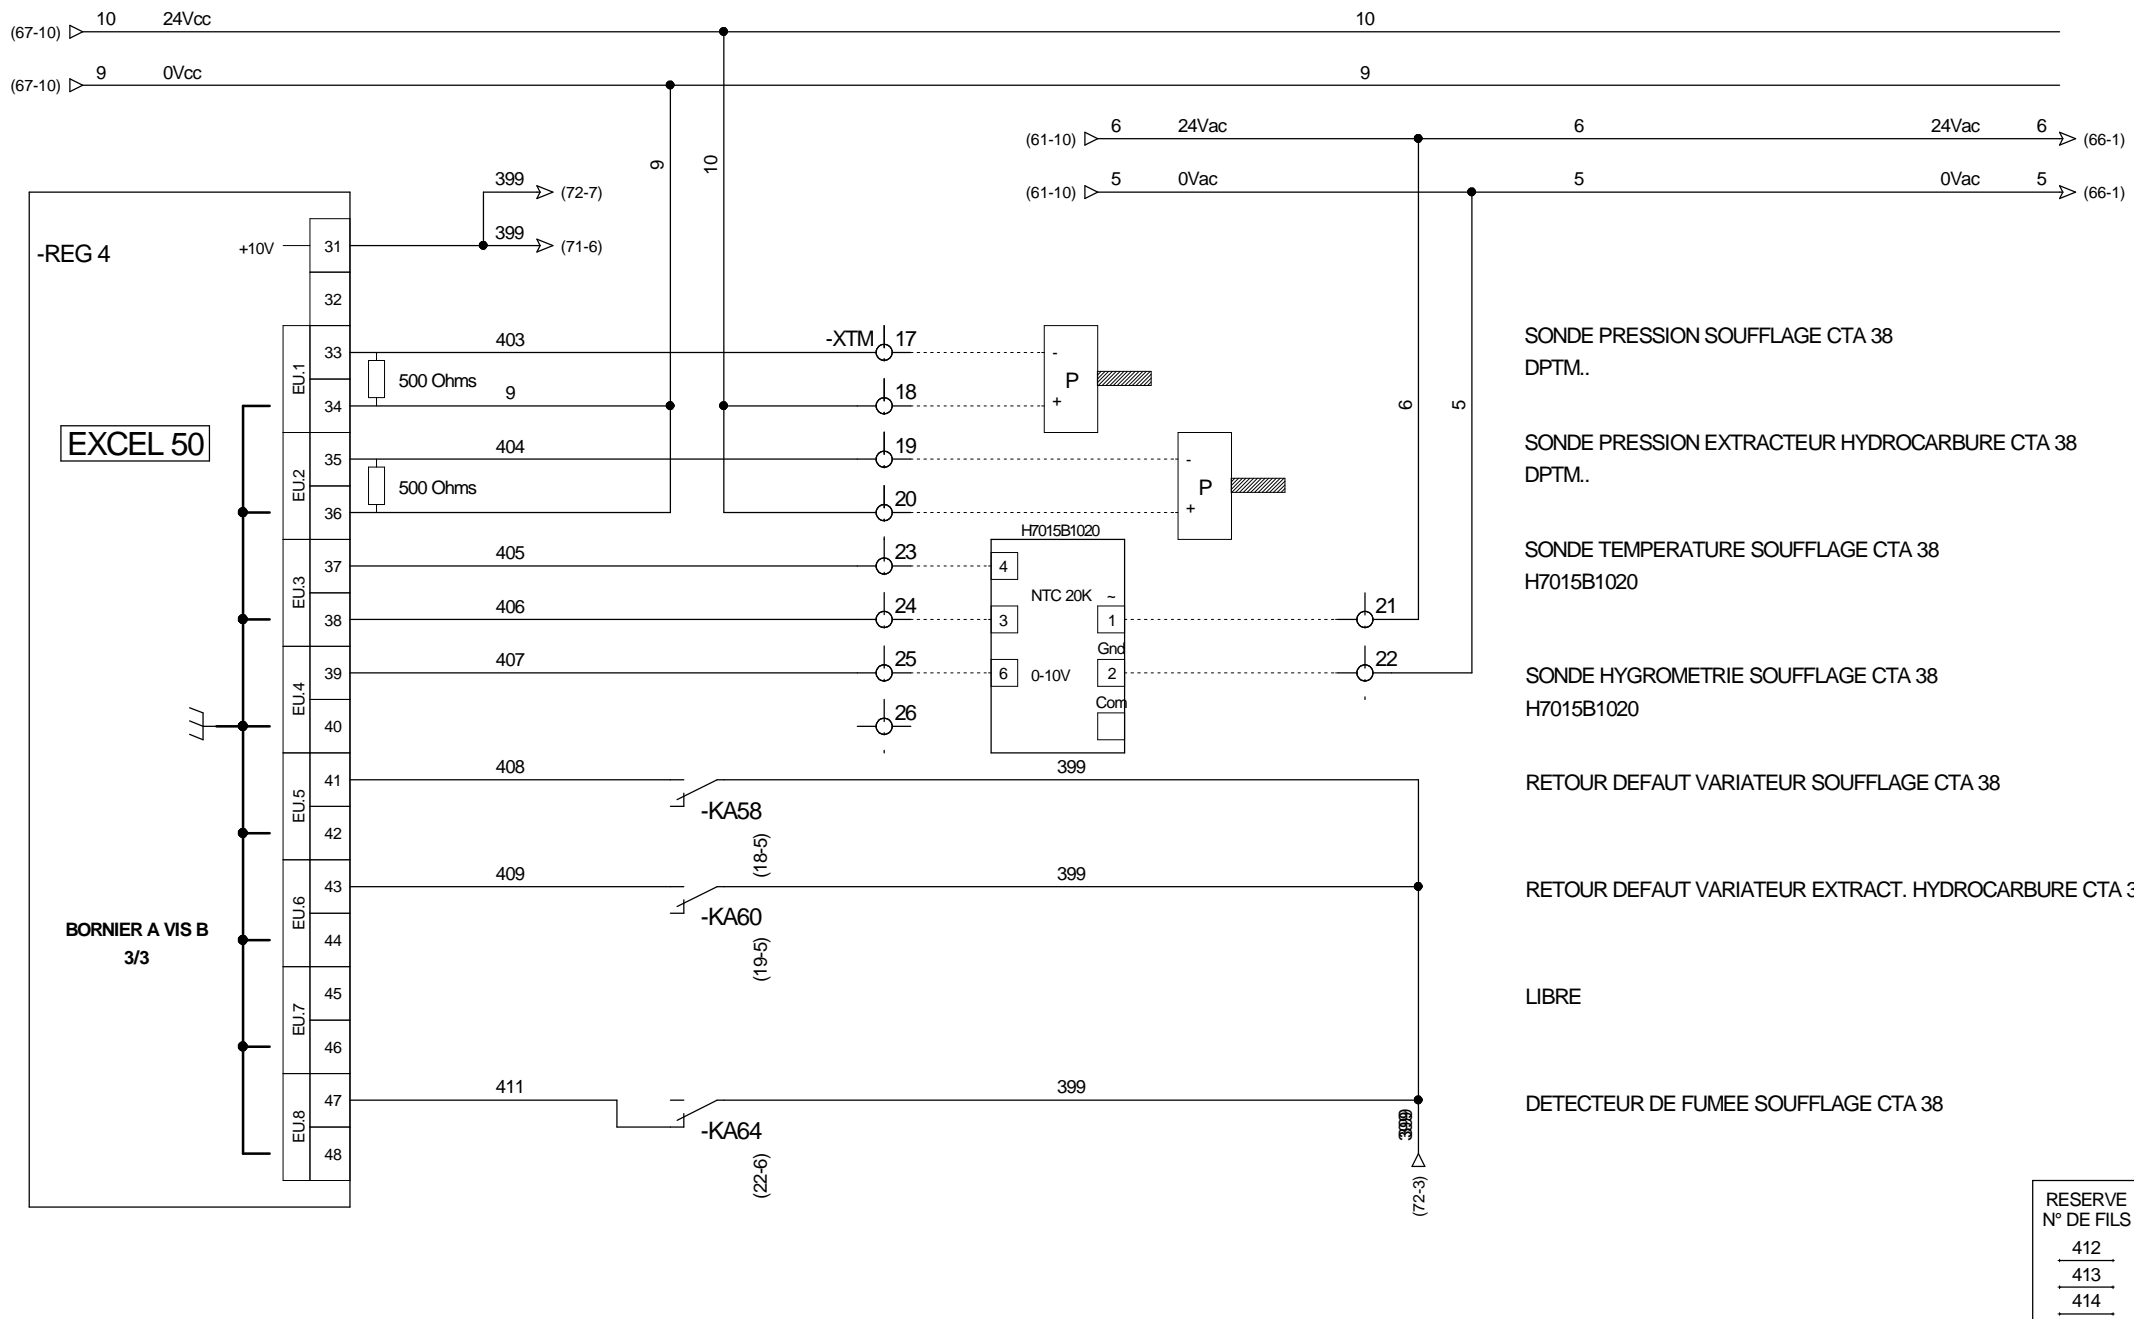 (67-10) 10 24Vcc 10
(67-10) 9 0Vcc 9
(61-10) 6 24Vac 6 24Vac 6 (66-1)
(61-10) 5 0Vac 5 0Vac 5 (66-1)
9
10
399 (72-7)
399 (71-6)
-REG 4
+10V 31
32
EU.1
33 403 -XTM 17
500 Ohms
34 9 18
- P +
SONDE PRESSION SOUFFLAGE CTA 38
DPTM..
6
5
EXCEL 50
EU.2
35 404 19
500 Ohms
36 20
- P +
SONDE PRESSION EXTRACTEUR HYDROCARBURE CTA 38
DPTM..
H7015B1020
EU.3
37 405 23 4
NTC 20K ~
38 406 24 3 1 21
Gnd
SONDE TEMPERATURE SOUFFLAGE CTA 38
H7015B1020
EU.4
39 407 25 6 0-10V 2 22
Com
40 26
SONDE HYGROMETRIE SOUFFLAGE CTA 38
H7015B1020
EU.5
41 408 399
-KA58
(18-5)
42
RETOUR DEFAUT VARIATEUR SOUFFLAGE CTA 38
EU.6
43 409 399
-KA60
(19-5)
44
RETOUR DEFAUT VARIATEUR EXTRACT. HYDROCARBURE CTA
BORNIER A VIS B
3/3
EU.7
45
46
LIBRE
EU.8
47 411 399
-KA64
(22-6)
48
DETECTEUR DE FUMEE SOUFFLAGE CTA 38
(72-3)
RESERVE
N° DE FILS
412
413
414